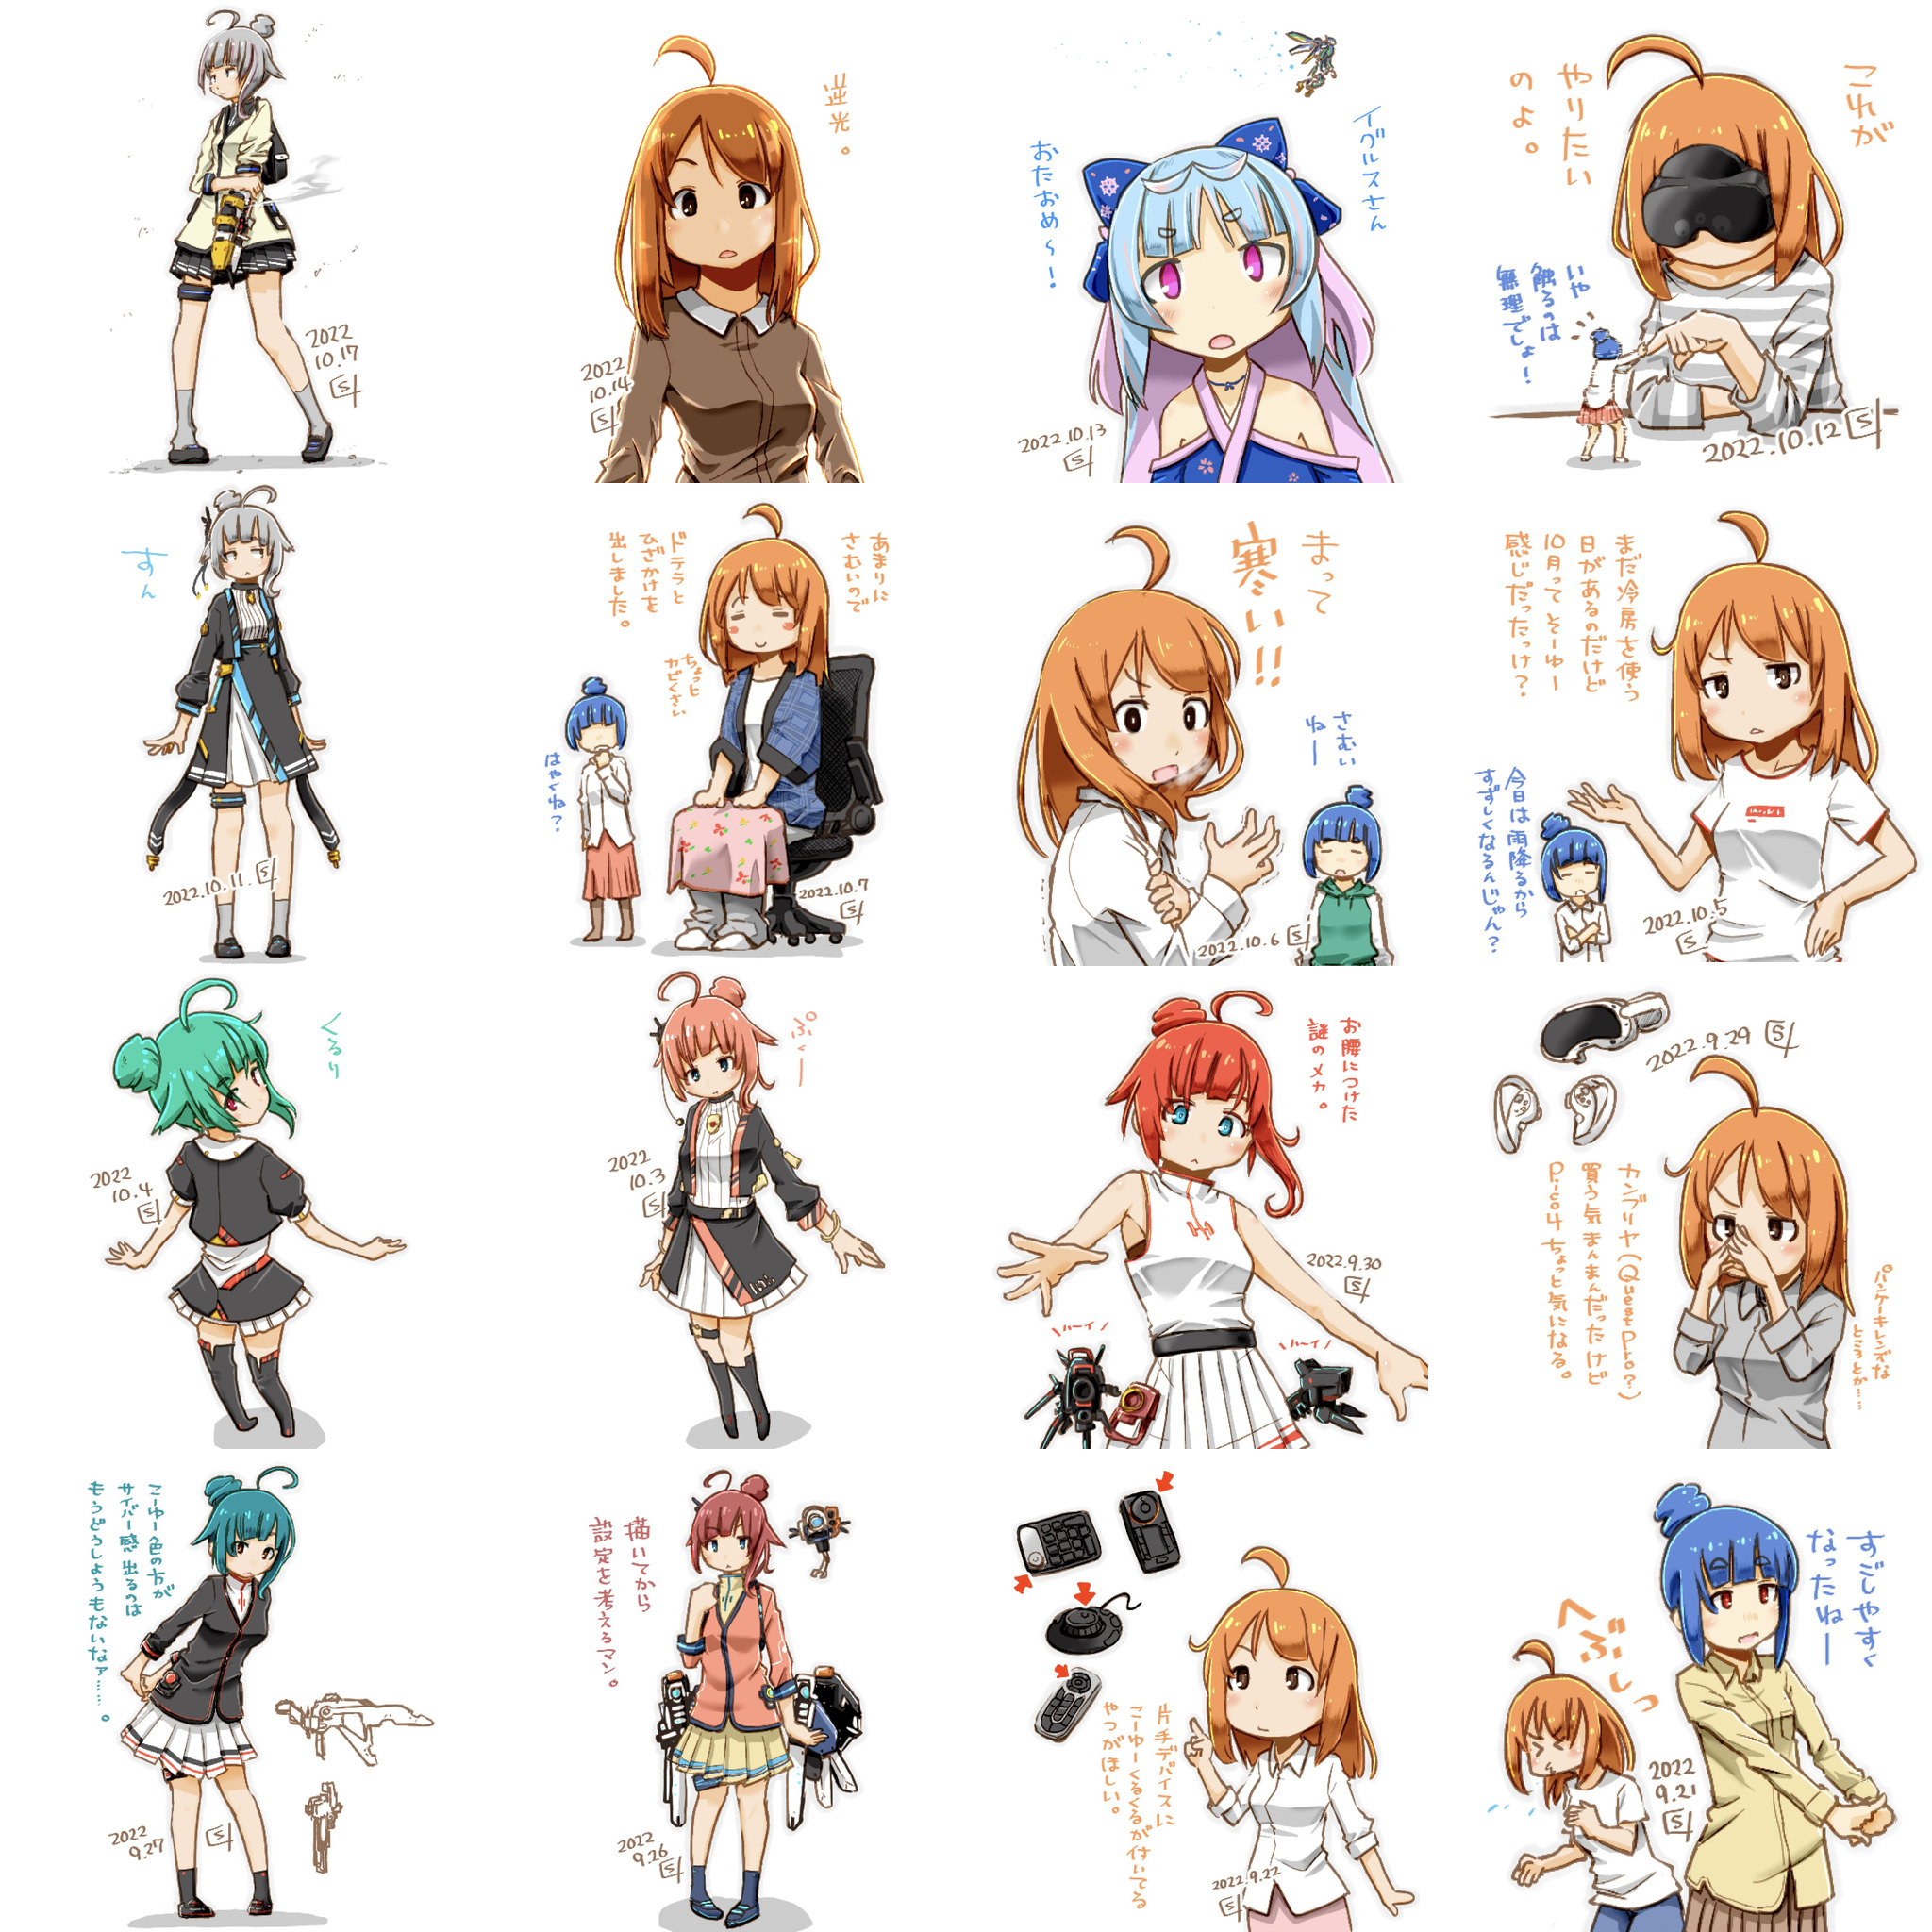 2022
10.17
逆光。
2022
10.14
イグルスさん
おたおめ〜!
2022.10.13
これが
やりたい
のよ。
いや
触るのは
無理でしょ!
2022.10.12
すん
2022.10.11.
あまりに
さむいので
ドテラと
ひざかけを
出しました。
ちょっと
カビくさい
はやくね?
2022.10.7
まって
寒い!!
さむい
ねー
2022.10.6
まだ冷房を使う
日があるのだけど
10月ってそーゆー
感じだったっけ?
今日は雨降るから
すずしくなるんじゃん?
2022.10.5
くるり
2022
10.4
ぷくー
2022
10.3
お腰につけた
謎のメカ。
2022.9.30
\ハーイ/
\ハーイ/
2022.9.29
カンブリヤ(Quest Pro?)
買う気まんまんだったけど
Pico4ちょっと気になる。
パンケーキレンズな
ところとか…
こーゆー色の方が
サイバー感出るのは
もうどうしようもないなァ……。
2022
9.27
描いてから
設定を考えるマン。
2022
9.26
片手デバイスに
こーゆーくるくるが付いてる
やつがほしい。
2022.9.22
すごしやすく
なったねー
へぶしっ
2022
9.21